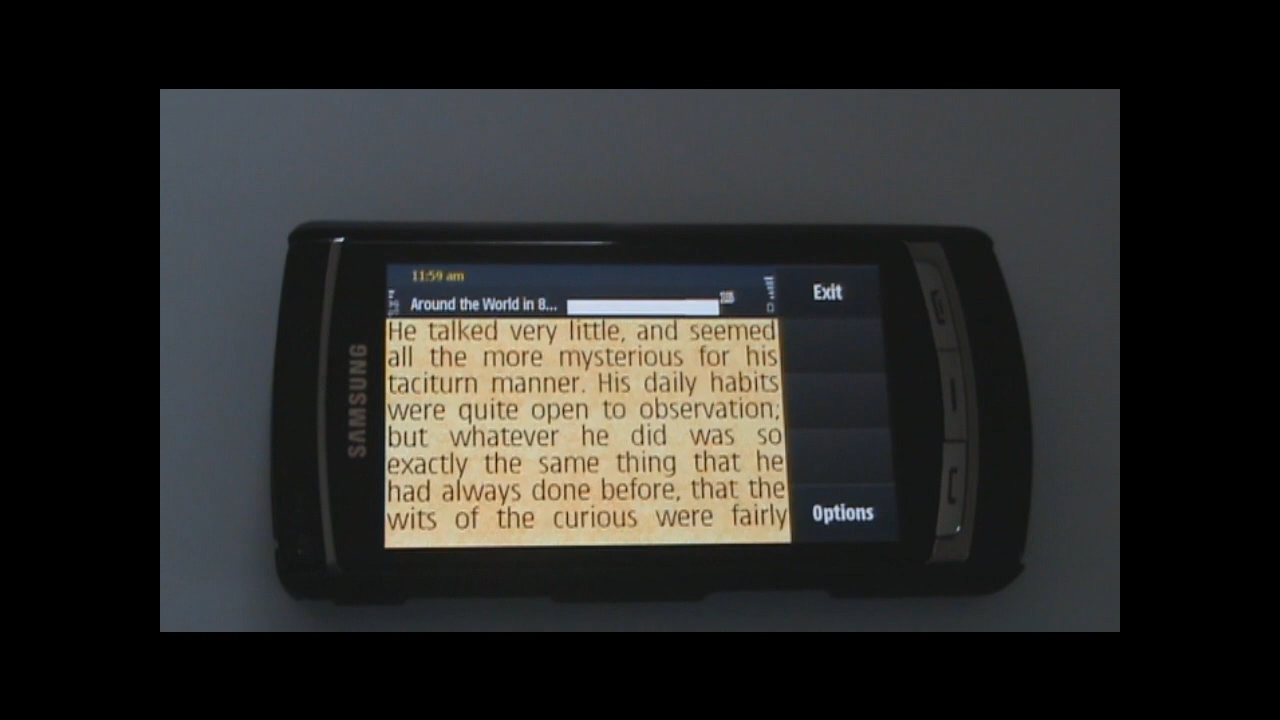 11:59 am
Around the World in 8...
Exit
He talked very little, and seemed
all the more mysterious for his
taciturn manner. His daily habits
were quite open to observation;
but whatever he did was so
exactly the same thing that he
had always done before, that the
wits of the curious were fairly
Options
SAMSUNG